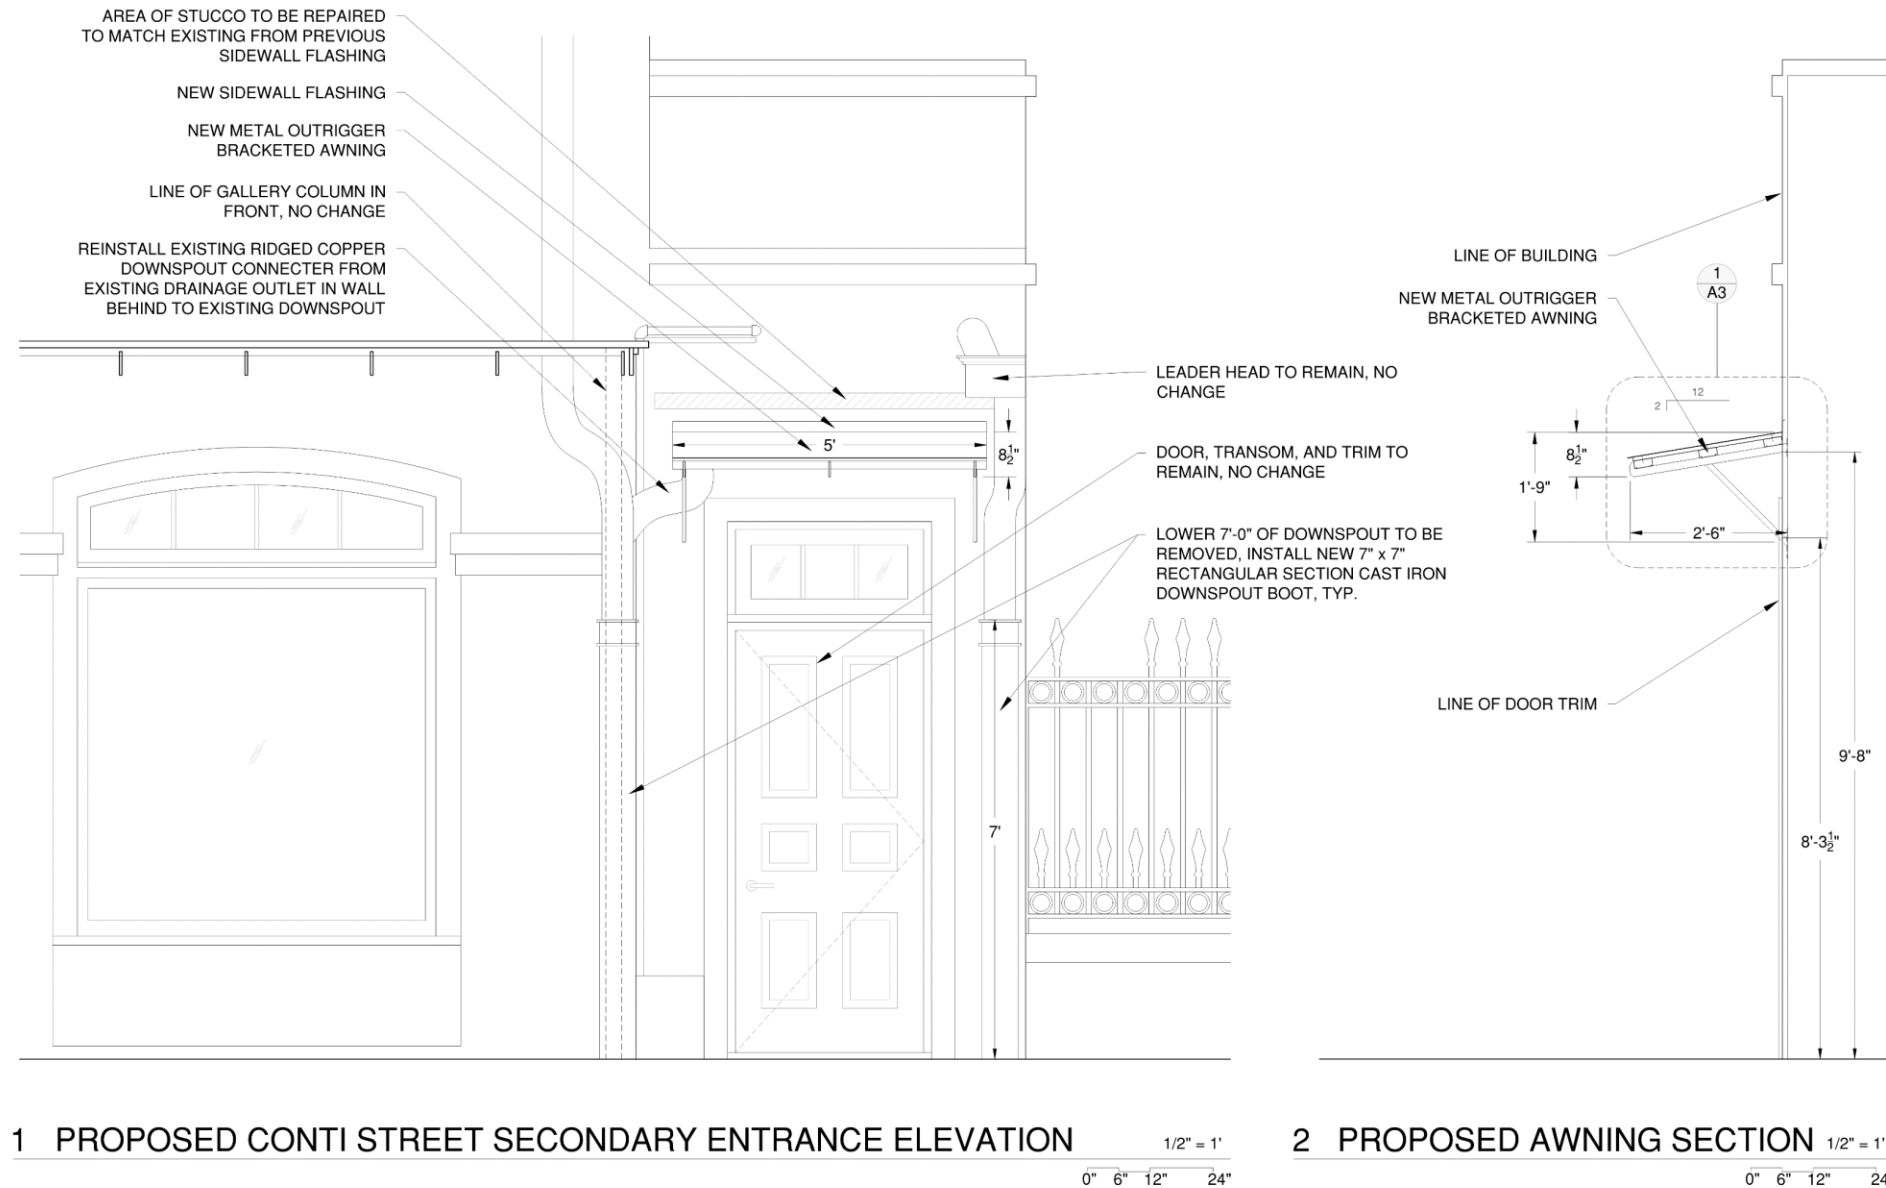 AREA OF STUCCO TO BE REPAIRED
TO MATCH EXISTING FROM PREVIOUS
SIDEWALL FLASHING
NEW SIDEWALL FLASHING
NEW METAL OUTRIGGER
BRACKETED AWNING
LINE OF GALLERY COLUMN IN
FRONT, NO CHANGE
REINSTALL EXISTING RIDGED COPPER
DOWNSPOUT CONNECTER FROM
EXISTING DRAINAGE OUTLET IN WALL
BEHIND TO EXISTING DOWNSPOUT
5'
8½"
7'
LEADER HEAD TO REMAIN, NO
CHANGE
DOOR, TRANSOM, AND TRIM TO
REMAIN, NO CHANGE
LOWER 7'-0" OF DOWNSPOUT TO BE
REMOVED, INSTALL NEW 7" x 7"
RECTANGULAR SECTION CAST IRON
DOWNSPOUT BOOT, TYP.
LINE OF BUILDING
1
A3
NEW METAL OUTRIGGER
BRACKETED AWNING
12
2
8½"
1'-9"
2'-6"
LINE OF DOOR TRIM
9'-8"
8'-3½"
1 PROPOSED CONTI STREET SECONDARY ENTRANCE ELEVATION 1/2" = 1'
0" 6" 12" 24"
2 PROPOSED AWNING SECTION 1/2" = 1'
0" 6" 12" 24